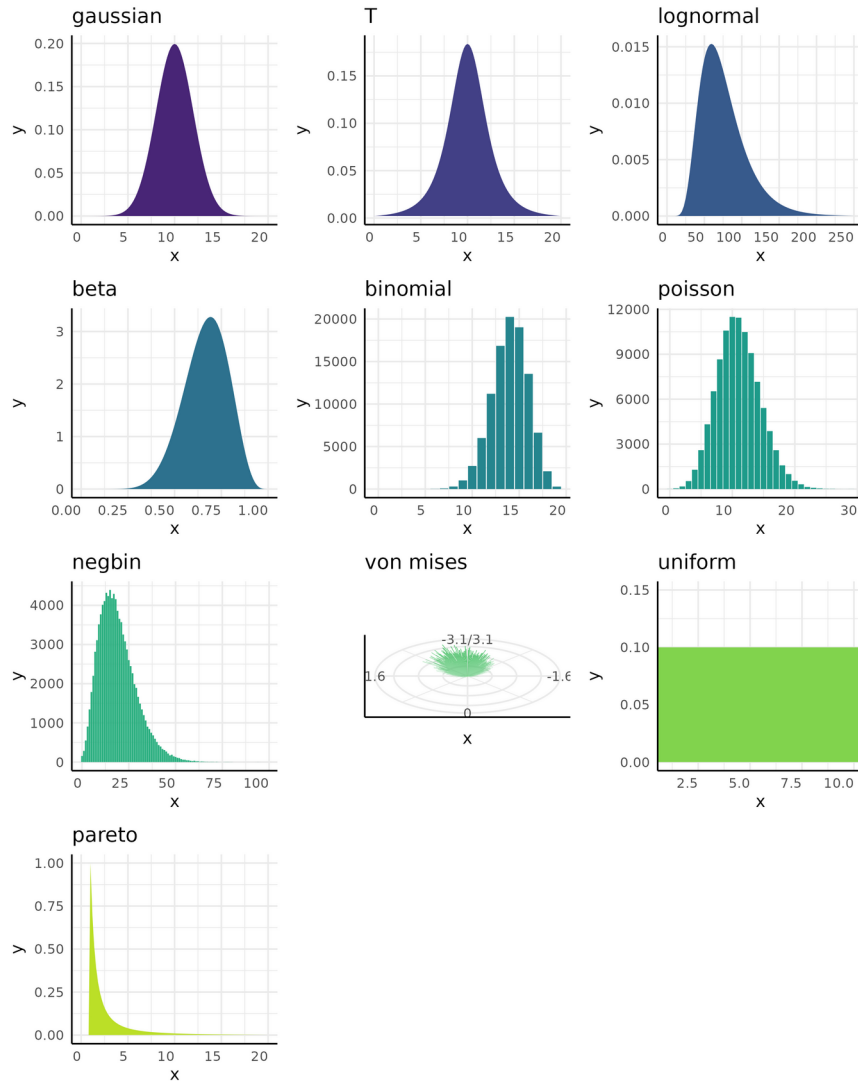 gaussian
0.20
0.15
0.10
0.05
0.00
y
5 10 15 20
x
T
0.15
0.10
0.05
0.00
y
0 5 10 15 20
x
lognormal
0.015
0.010
0.005
0.000
y
0 50 100 150 200 250
x
beta
3
2
1
0
y
0.00 0.25 0.50 0.75 1.00
x
binomial
20000
15000
10000
5000
0
y
5 10 15 20
x
poisson
12000
9000
6000
3000
0
y
0 10 20 30
x
negbin
4000
3000
2000
1000
0
y
0 25 50 75 100
x
von mises
-3.1/3.1
1.6 -1.6
0
x
uniform
0.15
0.10
0.05
0.00
y
2.5 5.0 7.5 10.0
x
pareto
1.00
0.75
0.50
0.25
0.00
y
0 5 10 15 20
x